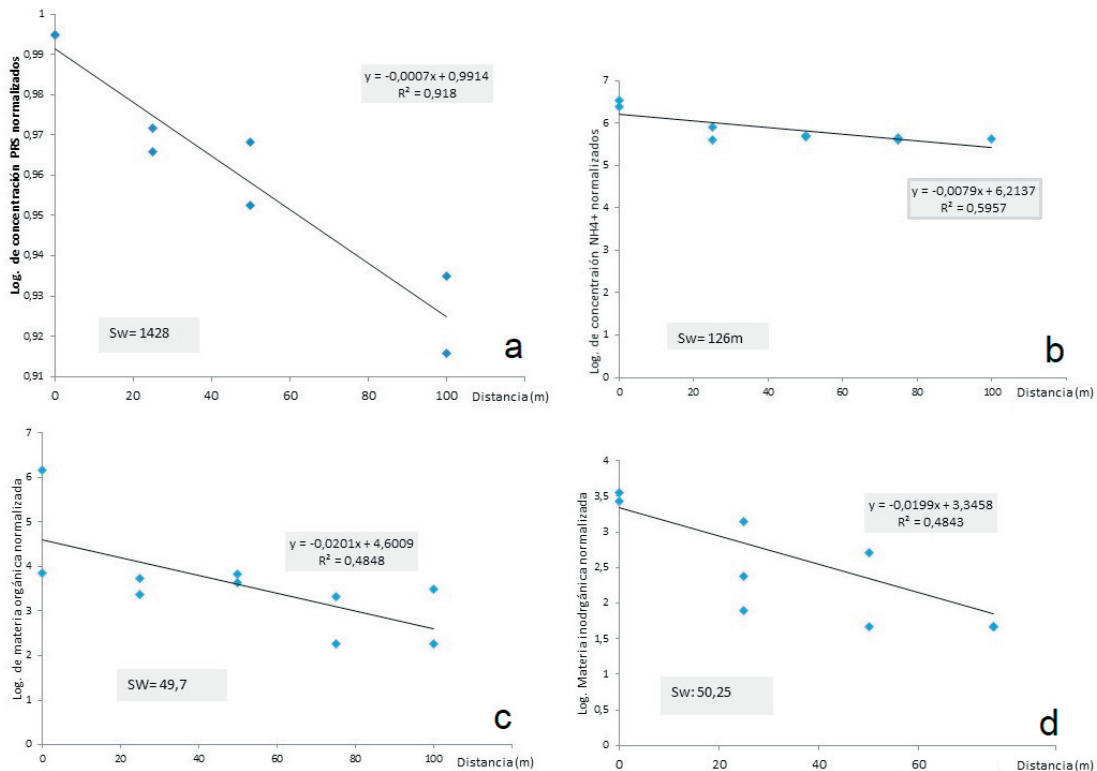 Log. de concentración PRS normalizados
1
0,99
0,98
0,97
0,96
0,95
0,94
0,93
0,92
0,91
y = -0,0007x + 0,9914
R² = 0,918
Sw= 1428
a
0
20
40
60
80
100
Distancia (m)
Log. de concentraión NH4+ normalizados
7
6
5
4
3
2
1
0
y = -0,0079x + 6,2137
R² = 0,5957
Sw= 126m
b
0
20
40
60
80
100
Distancia (m)
Log. de materia orgánica normalizada
7
6
5
4
3
2
1
0
y = -0,0201x + 4,6009
R² = 0,4848
SW= 49,7
c
0
20
40
60
80
100
Distancia (m)
Log. Materia inodrgánica normalizada
4
3,5
3
2,5
2
1,5
1
0,5
0
y = -0,0199x + 3,3458
R² = 0,4843
Sw: 50,25
d
0
20
40
60
Distancia (m)